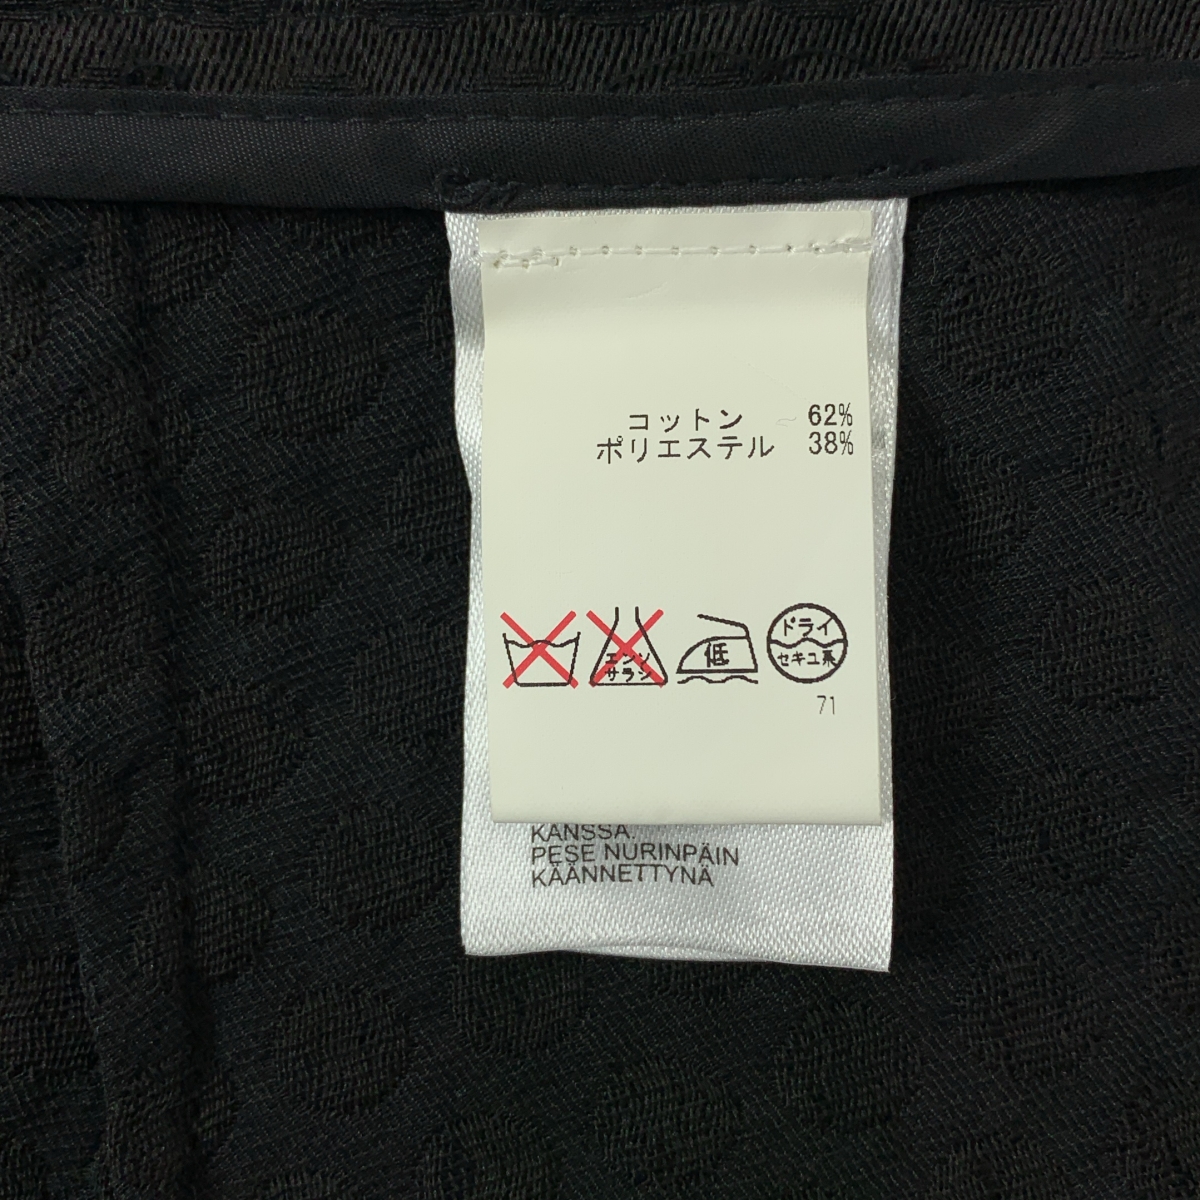 コットン 62%
ポリエステル 38%
エンソ
サラシ
低
ドライ
セキユ系
71
KANSSA.
PESE NURINPÄIN
KÄÄNNETTYNÄ